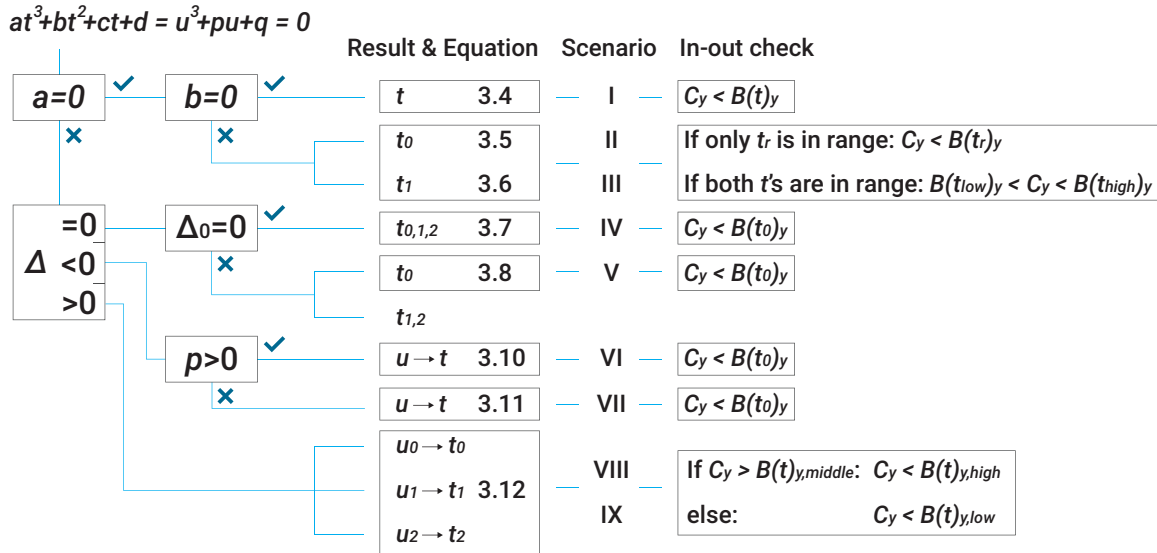 at³+bt²+ct+d = u³+pu+q = 0
Result & Equation Scenario In-out check
a=0 ✓ b=0 ✓ t 3.4 I Cy < B(t)y
× × t0 3.5 II If only tr is in range: Cy < B(tr)y
t1 3.6 III If both t's are in range: B(tlow)y < Cy < B(thigh)y
=0 Δ0=0 ✓ t0,1,2 3.7 IV Cy < B(t0)y
Δ <0 × t0 3.8 V Cy < B(t0)y
>0 t1,2
p>0 ✓ u→t 3.10 VI Cy < B(t0)y
× u→t 3.11 VII Cy < B(t0)y
u0→t0
VIII If Cy > B(t)y,middle: Cy < B(t)y,high
u1→t1 3.12
IX else: Cy < B(t)y,low
u2→t2